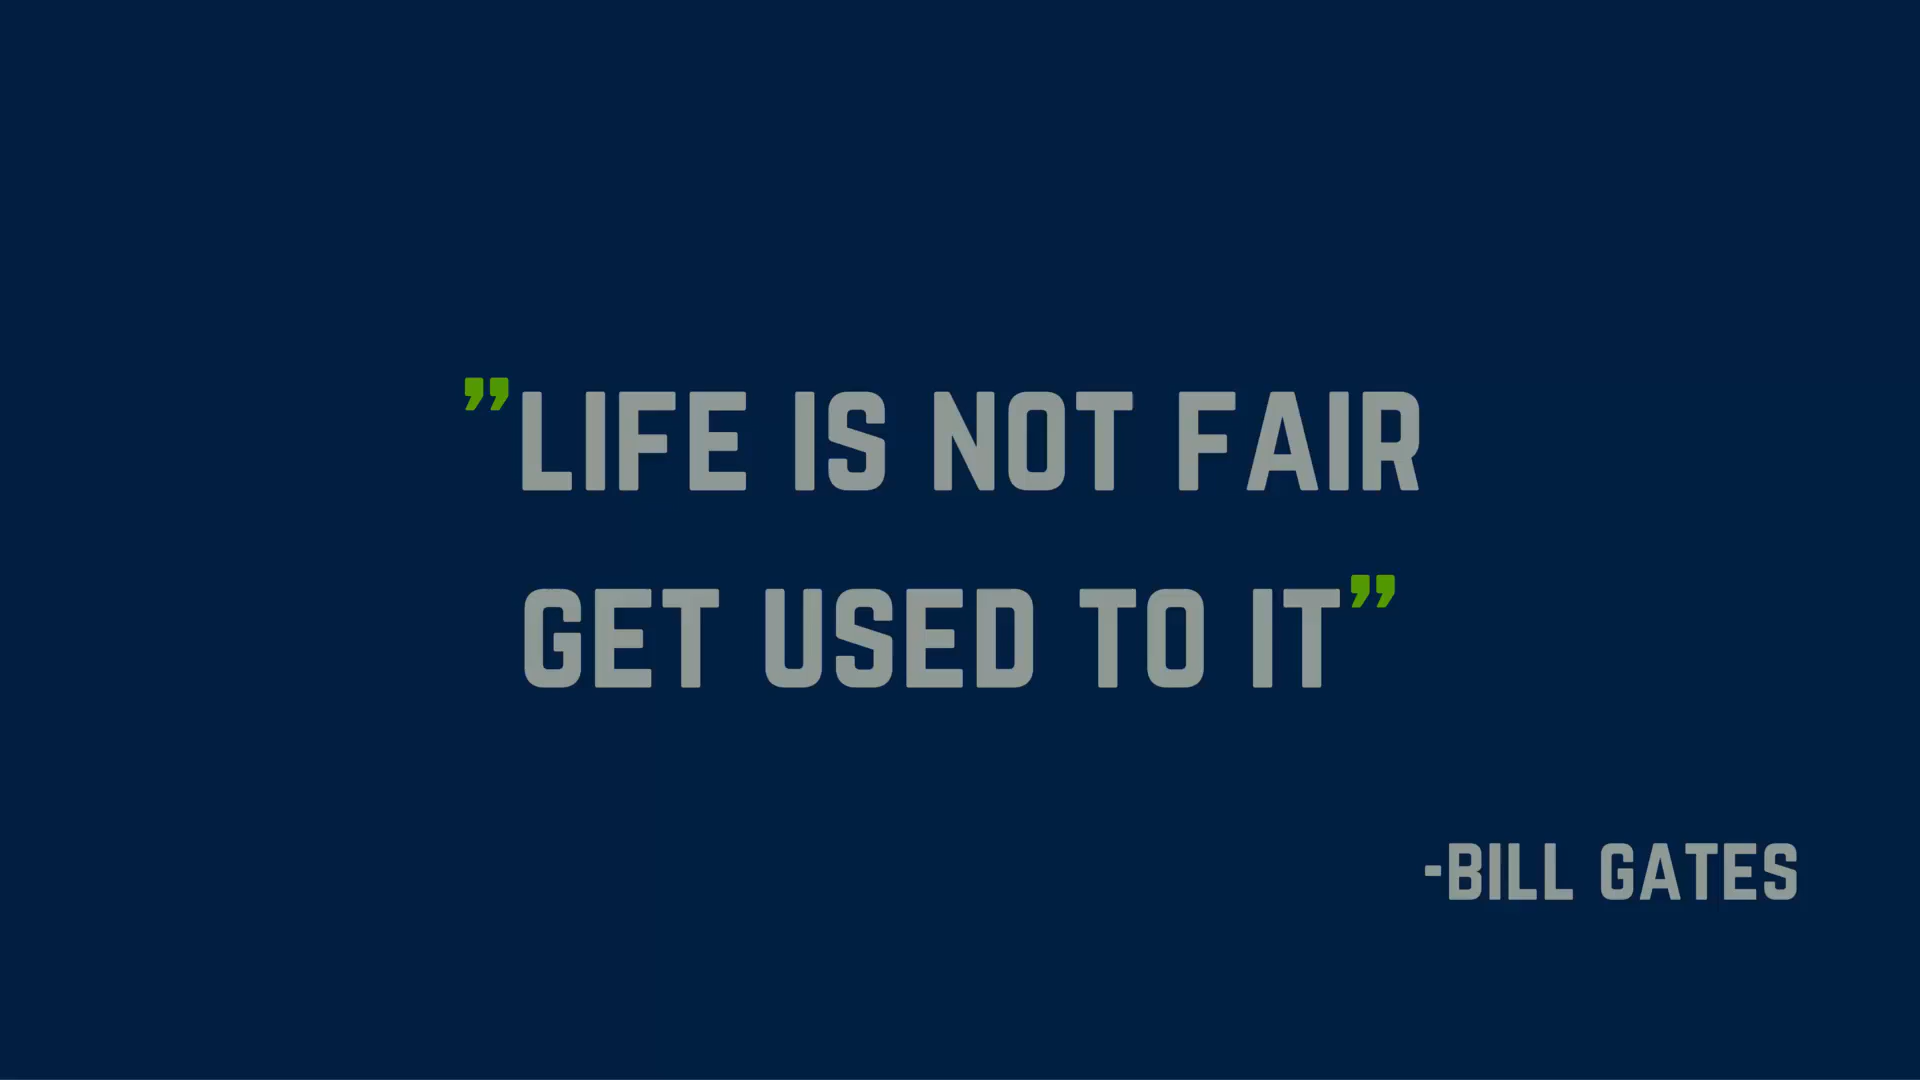 ”LIFE IS NOT FAIR
GET USED TO IT”
-BILL GATES